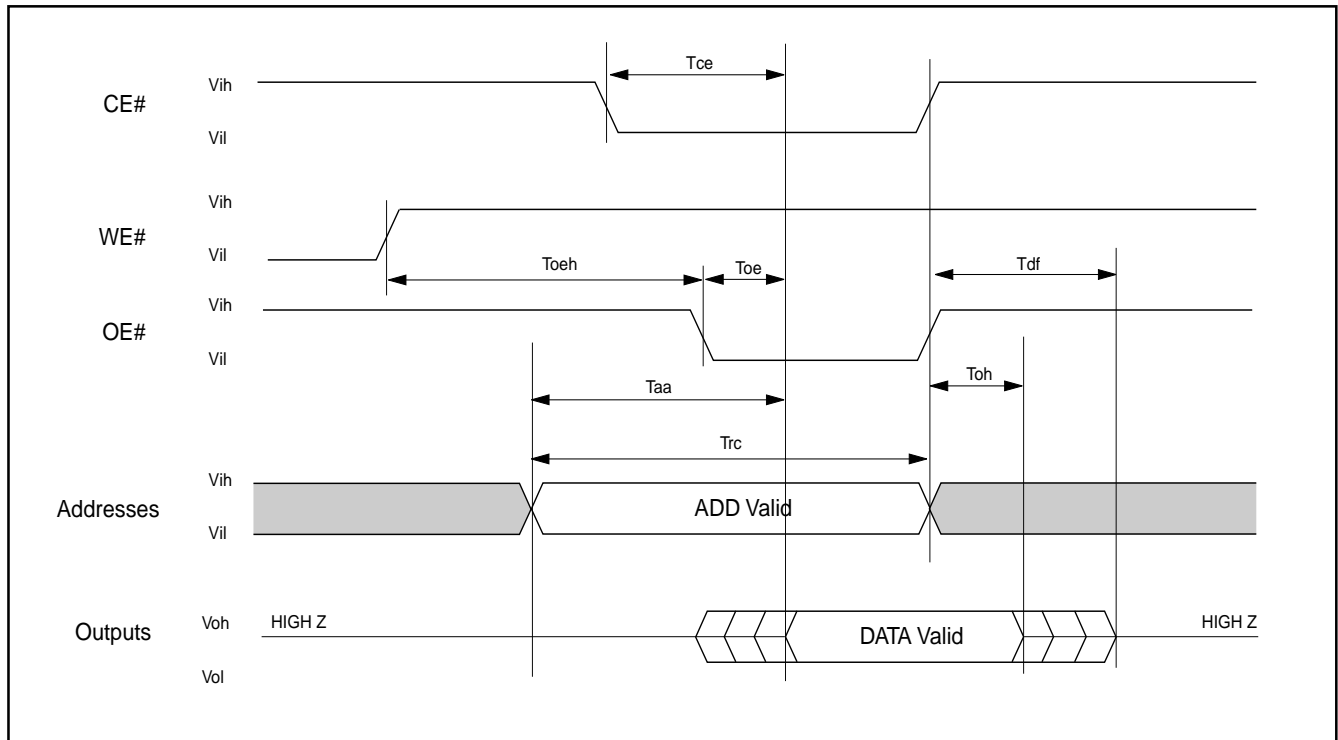 Tce
Vih
CE#
Vil
Vih
WE#
Vil
Toeh
Toe
Tdf
Vih
OE#
Vil
Toh
Taa
Trc
Vih
Addresses
ADD Valid
Vil
Voh
HIGH Z
HIGH Z
Outputs
DATA Valid
Vol